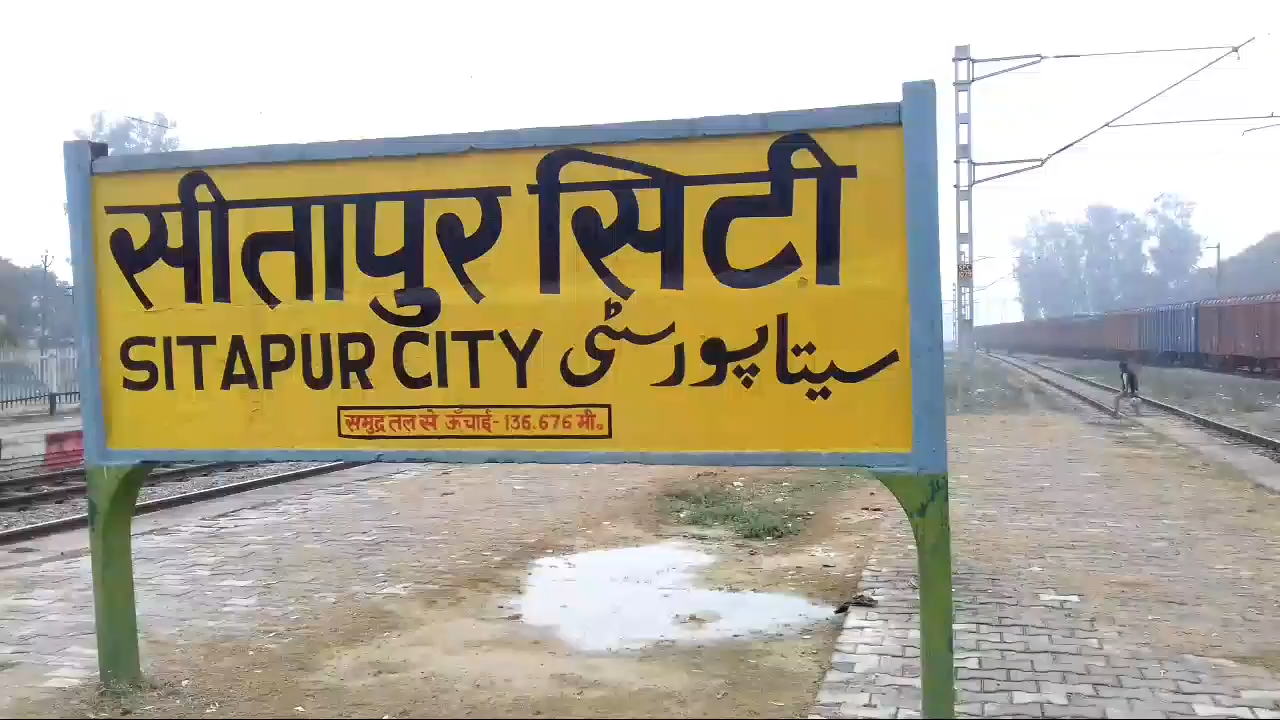 सीतापुर सिटी
SITAPUR CITY سیتاپور سٹی
समुद्र तल से ऊँचाई- 136.676 मी.